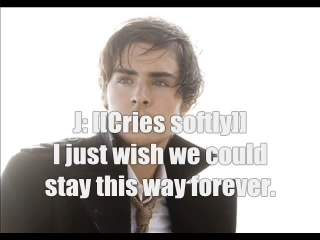 J: [[Cries softly]]
I just wish we could
stay this way forever.